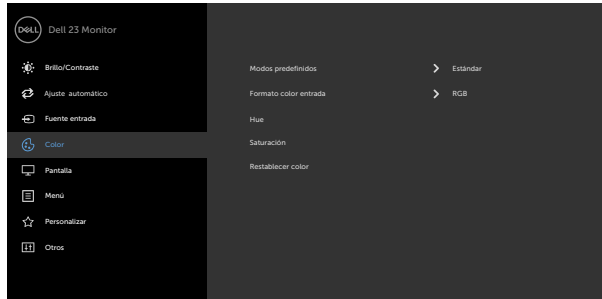 DELL Dell 23 Monitor
Brillo/Contraste
Ajuste automático
Fuente entrada
Color
Pantalla
Menú
Personalizar
Otros
Modos predefinidos Estándar
Formato color entrada RGB
Hue
Saturación
Restablecer color